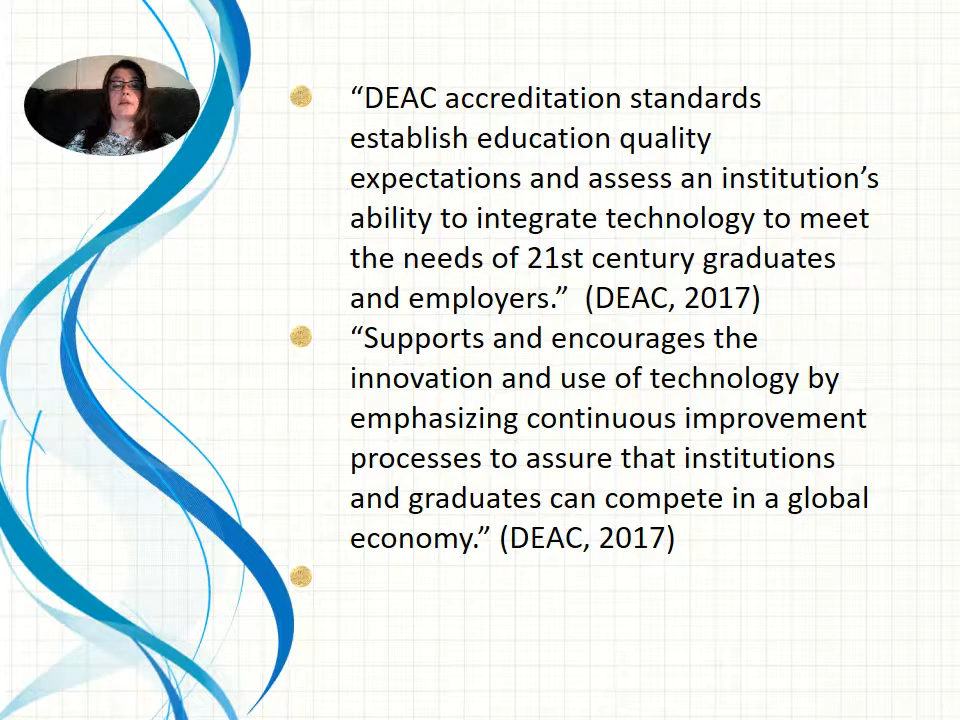 “DEAC accreditation standards
establish education quality
expectations and assess an institution’s
ability to integrate technology to meet
the needs of 21st century graduates
and employers.”  (DEAC, 2017)
“Supports and encourages the
innovation and use of technology by
emphasizing continuous improvement
processes to assure that institutions
and graduates can compete in a global
economy.” (DEAC, 2017)